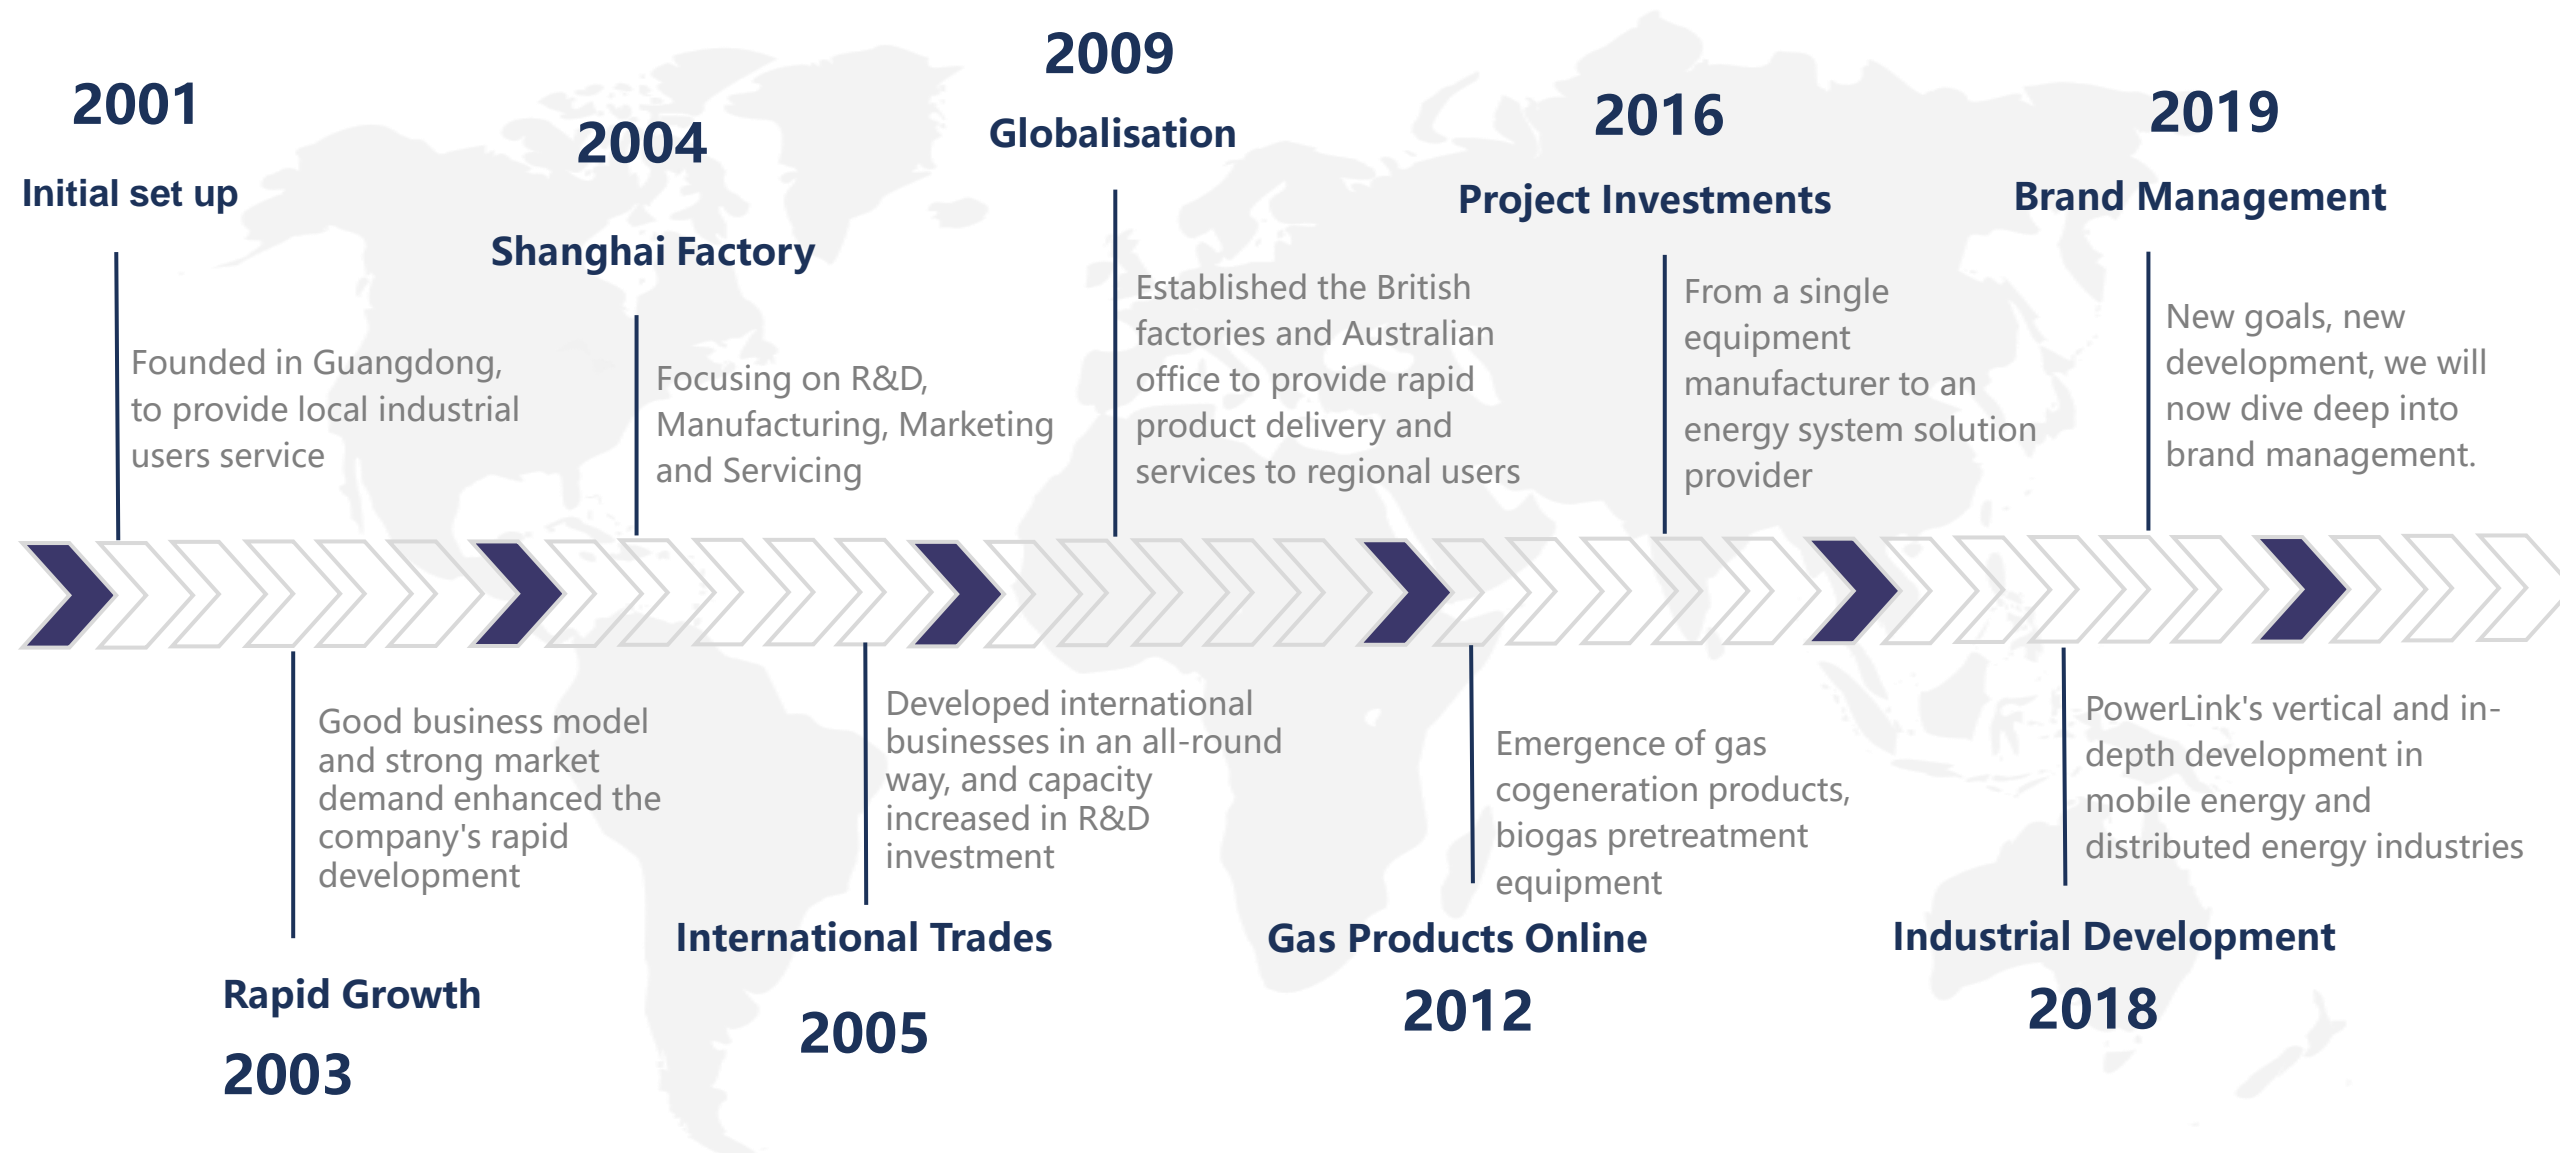 2001
Initial set up
Founded in Guangdong,
to provide local industrial
users service
Good business model
and strong market
demand enhanced the
company's rapid
development
Rapid Growth
2003
2004
Shanghai Factory
Focusing on R&D,
Manufacturing, Marketing
and Servicing
Developed international
businesses in an all-round
way, and capacity
increased in R&D
investment
International Trades
2005
2009
Globalisation
Established the British
factories and Australian
office to provide rapid
product delivery and
services to regional users
Emergence of gas
cogeneration products,
biogas pretreatment
equipment
Gas Products Online
2012
2016
Project Investments
From a single
equipment
manufacturer to an
energy system solution
provider
PowerLink's vertical and in-
depth development in
mobile energy and
distributed energy industries
Industrial Development
2018
2019
Brand Management
New goals, new
development, we will
now dive deep into
brand management.